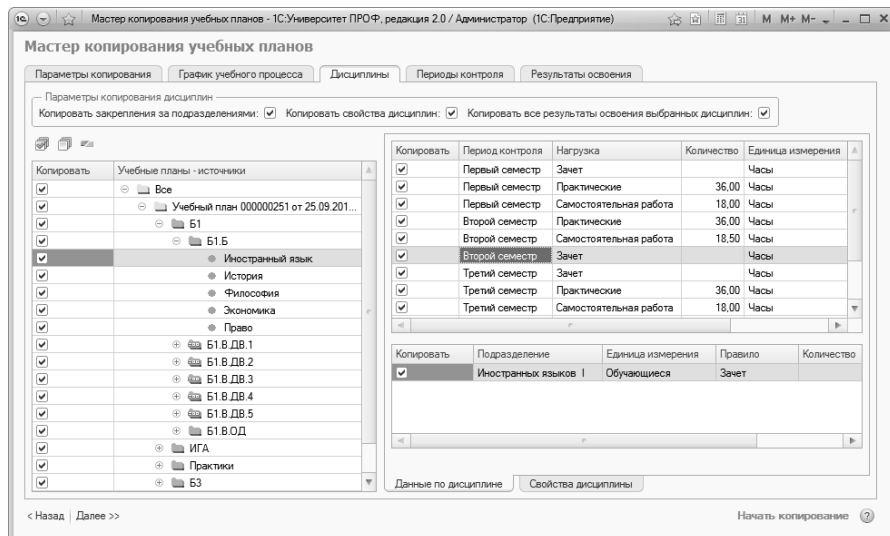 Мастер копирования учебных планов - 1С:Университет ПРОФ, редакция 2.0 / Администратор (1С:Предприятие)
M M+ M-
Мастер копирования учебных планов
Параметры копирования График учебного процесса Дисциплины Периоды контроля Результаты освоения
Параметры копирования дисциплин
Копировать закрепления за подразделениями: Копировать свойства дисциплин: Копировать все результаты освоения выбранных дисциплин:
Копировать Учебные планы - источники
Все
Учебный план 000000251 от 25.09.201...
Б1
Б1.Б
Иностранный язык
История
Философия
Экономика
Право
Б1.В.ДВ.1
Б1.В.ДВ.2
Б1.В.ДВ.3
Б1.В.ДВ.4
Б1.В.ДВ.5
Б1.В.ОД
ИГА
Практики
Б3
Копировать Период контроля Нагрузка Количество Единица измерения
Первый семестр Зачет Часы
Первый семестр Практические 36,00 Часы
Первый семестр Самостоятельная работа 18,00 Часы
Второй семестр Практические 36,00 Часы
Второй семестр Самостоятельная работа 18,50 Часы
Второй семестр Зачет Часы
Третий семестр Зачет Часы
Третий семестр Практические 36,00 Часы
Третий семестр Самостоятельная работа 18,00 Часы
Копировать Подразделение Единица измерения Правило Количество
Иностранных языков Обучающиеся Зачет
Данные по дисциплине Свойства дисциплины
< Назад Далее >> Начать копирование ?